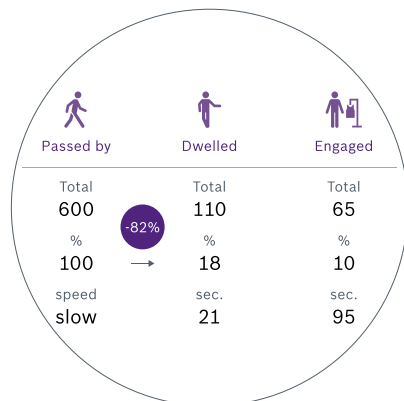 Passed by Dwelled Engaged
Total Total Total
600 110 65
-82%
% % %
100 → 18 10
speed sec. sec.
slow 21 95